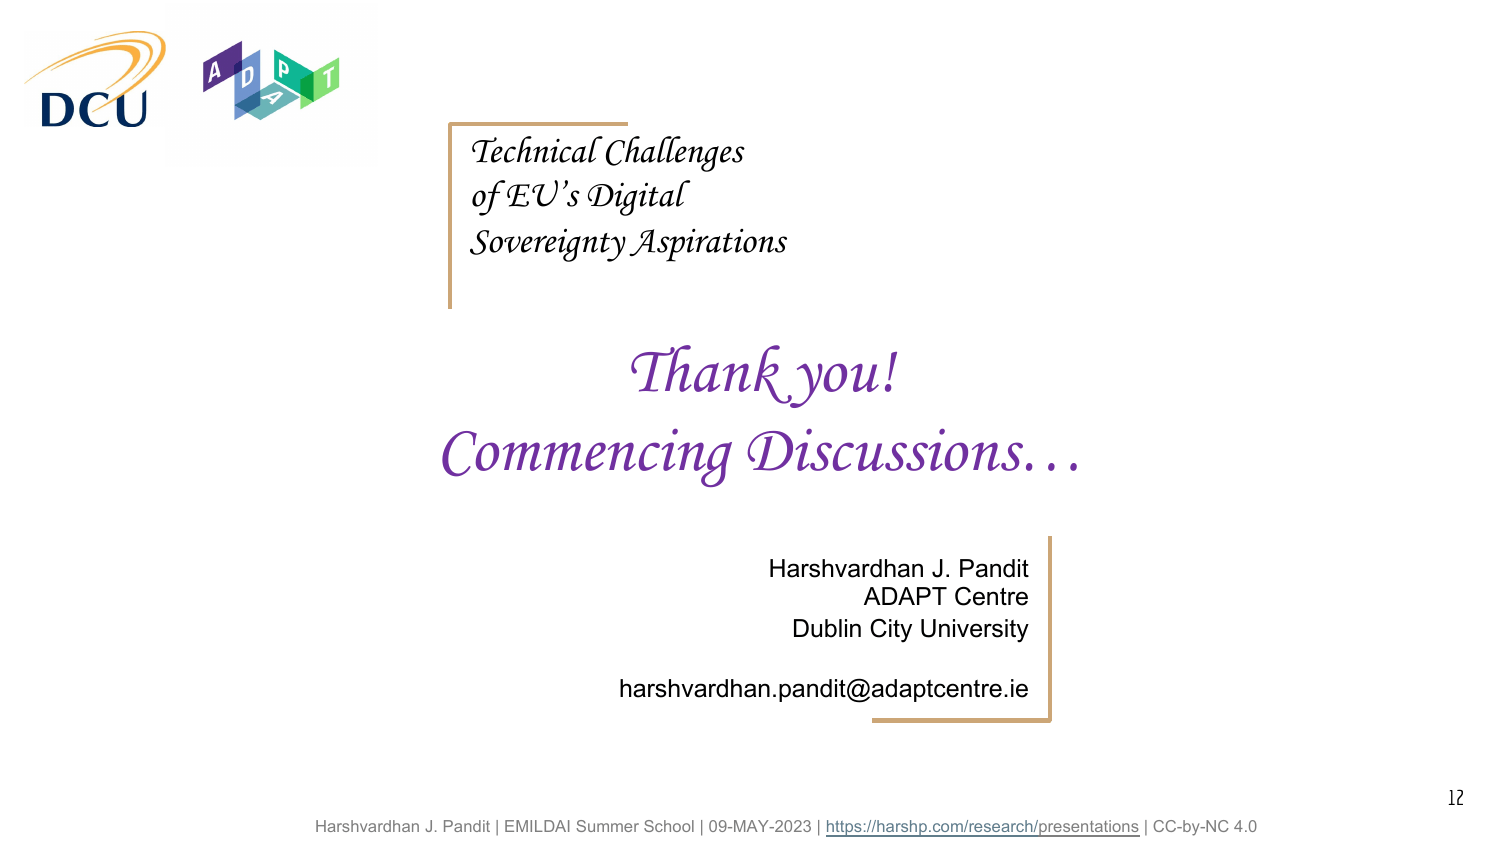 DCU
ADAPT
Technical Challenges
of EU’s Digital
Sovereignty Aspirations
Thank you!
Commencing Discussions…
Harshvardhan J. Pandit
ADAPT Centre
Dublin City University
harshvardhan.pandit@adaptcentre.ie
12
Harshvardhan J. Pandit | EMILDAI Summer School | 09-MAY-2023 | https://harshp.com/research/presentations | CC-by-NC 4.0